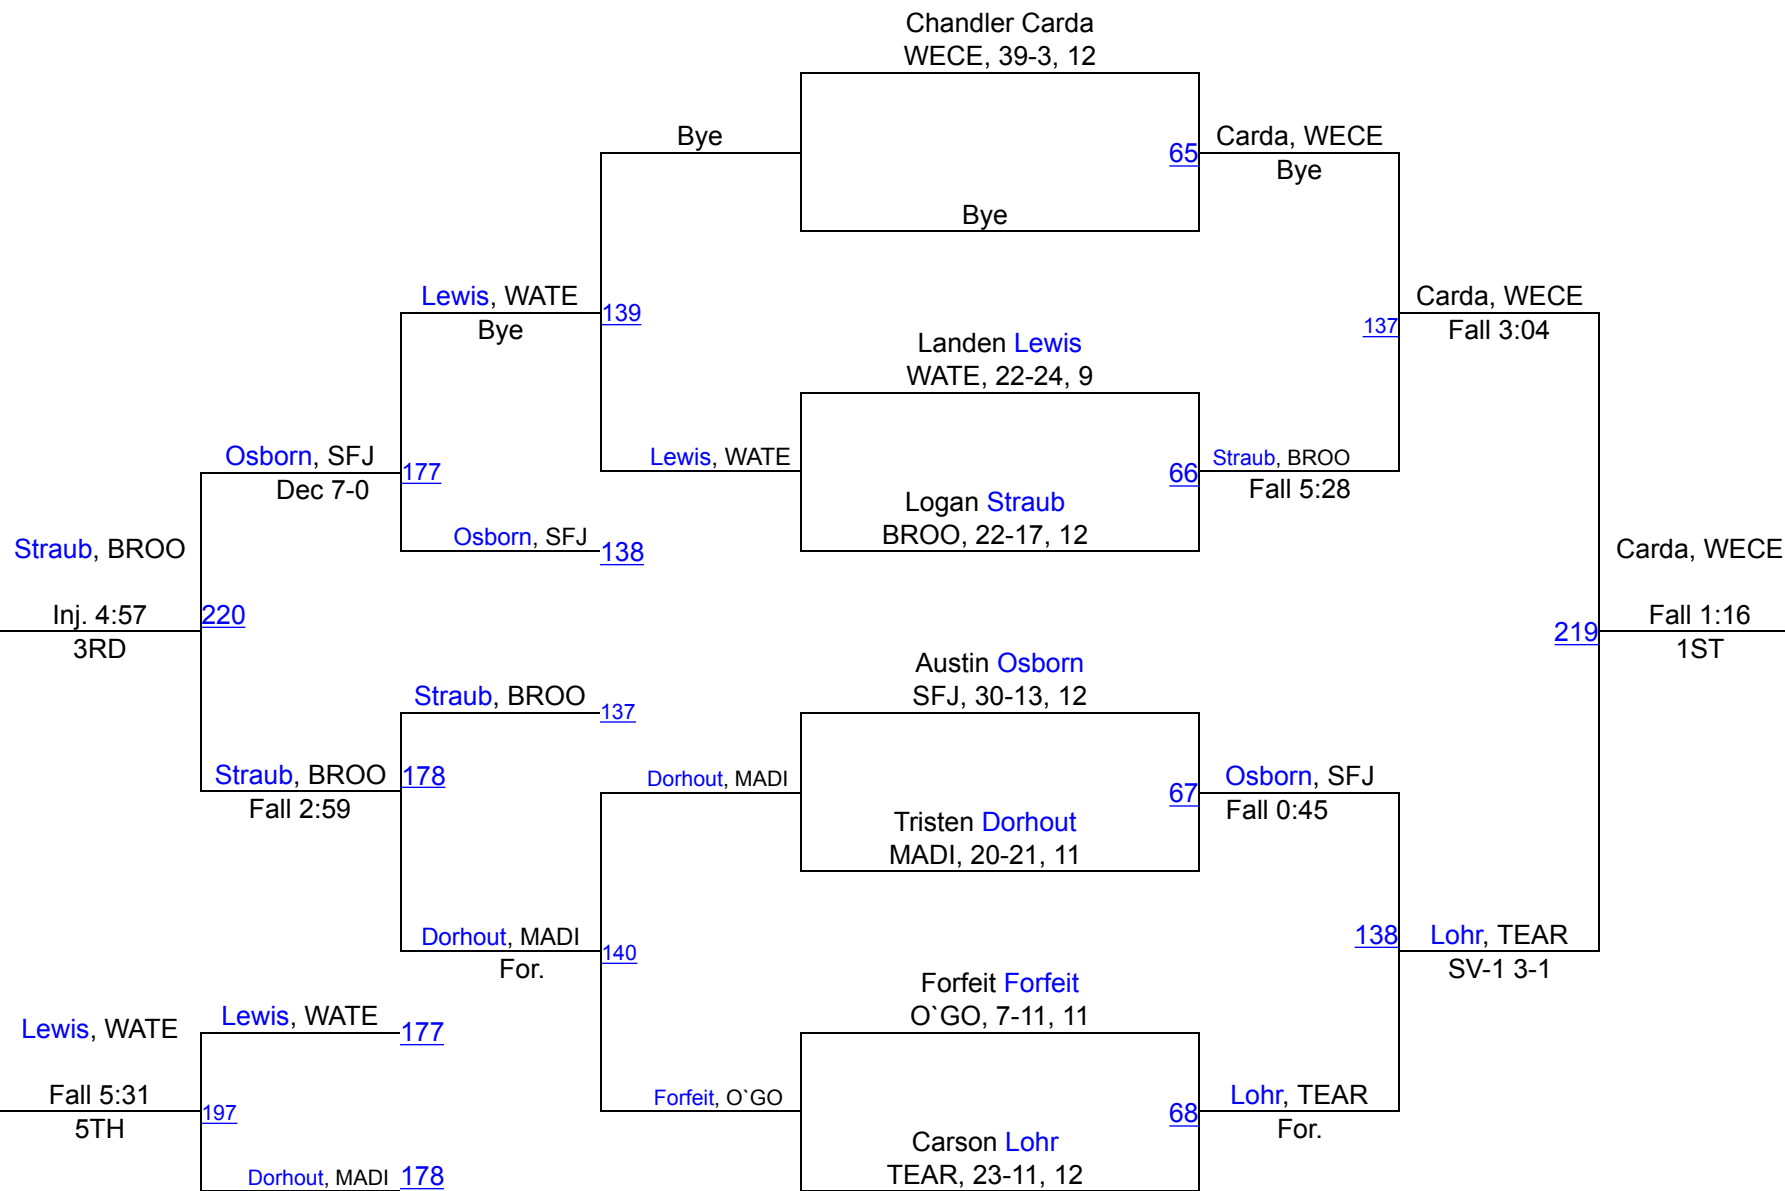 Chandler Carda
WECE, 39-3, 12
Bye
65
Carda, WECE
Bye
Bye
Lewis, WATE
Bye
139
Carda, WECE
137
Fall 3:04
Landen Lewis
WATE, 22-24, 9
Osborn, SFJ
Dec 7-0
177
Lewis, WATE
66
Straub, BROO
Fall 5:28
Logan Straub
BROO, 22-17, 12
Osborn, SFJ
138
Straub, BROO
Carda, WECE
Inj. 4:57
220
3RD
219
Fall 1:16
1ST
Austin Osborn
SFJ, 30-13, 12
Straub, BROO
137
Straub, BROO
178
Fall 2:59
Dorhout, MADI
67
Osborn, SFJ
Fall 0:45
Tristen Dorhout
MADI, 20-21, 11
Dorhout, MADI
For.
140
138
Lohr, TEAR
SV-1 3-1
Forfeit Forfeit
O`GO, 7-11, 11
Lewis, WATE
Lewis, WATE
177
Fall 5:31
5TH
197
Forfeit, O`GO
68
Lohr, TEAR
For.
Carson Lohr
TEAR, 23-11, 12
Dorhout, MADI
178